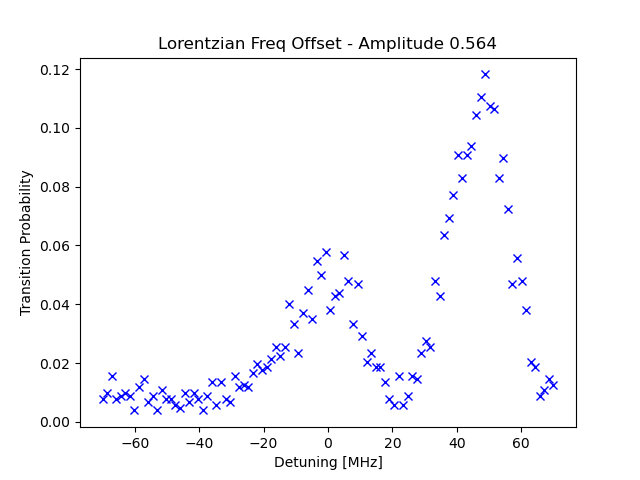 Lorentzian Freq Offset - Amplitude 0.564
0.12
0.10
0.08
0.06
0.04
0.02
0.00
Transition Probability
−60 −40 −20 0 20 40 60
Detuning [MHz]